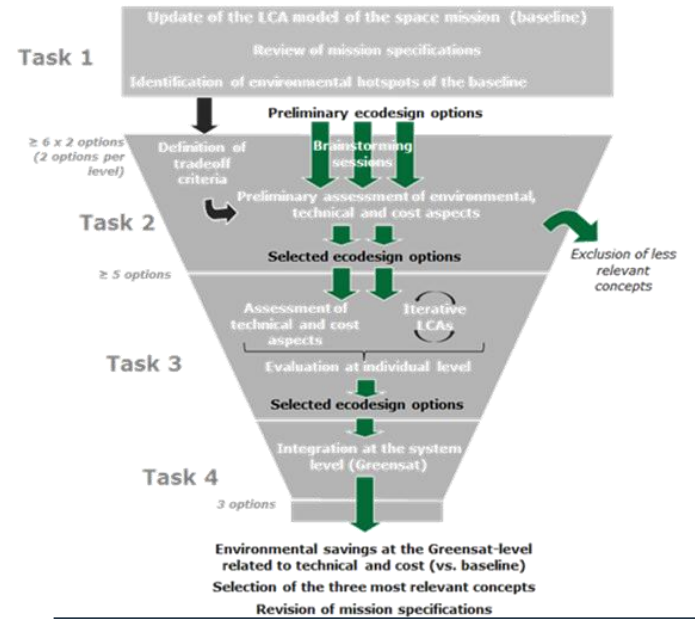 Update of the LCA model of the space mission (baseline)
Review of mission specifications
Task 1
Identification of environmental hotspots of the baseline
Preliminary ecodesign options
≥ 6 x 2 options
(2 options per
level)
Definition of
tradeoff
criteria
Brainstorming
sessions
Preliminary assessment of environmental,
technical and cost aspects
Task 2
Selected ecodesign options
Exclusion of less
relevant
concepts
≥ 5 options
Assessment of
technical and cost
aspects
Iterative
LCAs
Task 3
Evaluation at individual level
Selected ecodesign options
Integration at the system
level (Greensat)
Task 4
3 options
Environmental savings at the Greensat-level
related to technical and cost (vs. baseline)
Selection of the three most relevant concepts
Revision of mission specifications